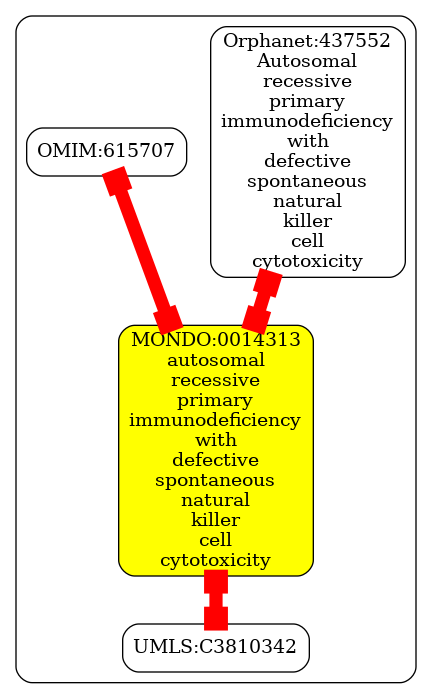 Orphanet:437552
Autosomal
recessive
primary
immunodeficiency
with
defective
spontaneous
natural
killer
cell
cytotoxicity
OMIM:615707
MONDO:0014313
autosomal
recessive
primary
immunodeficiency
with
defective
spontaneous
natural
killer
cell
cytotoxicity
UMLS:C3810342